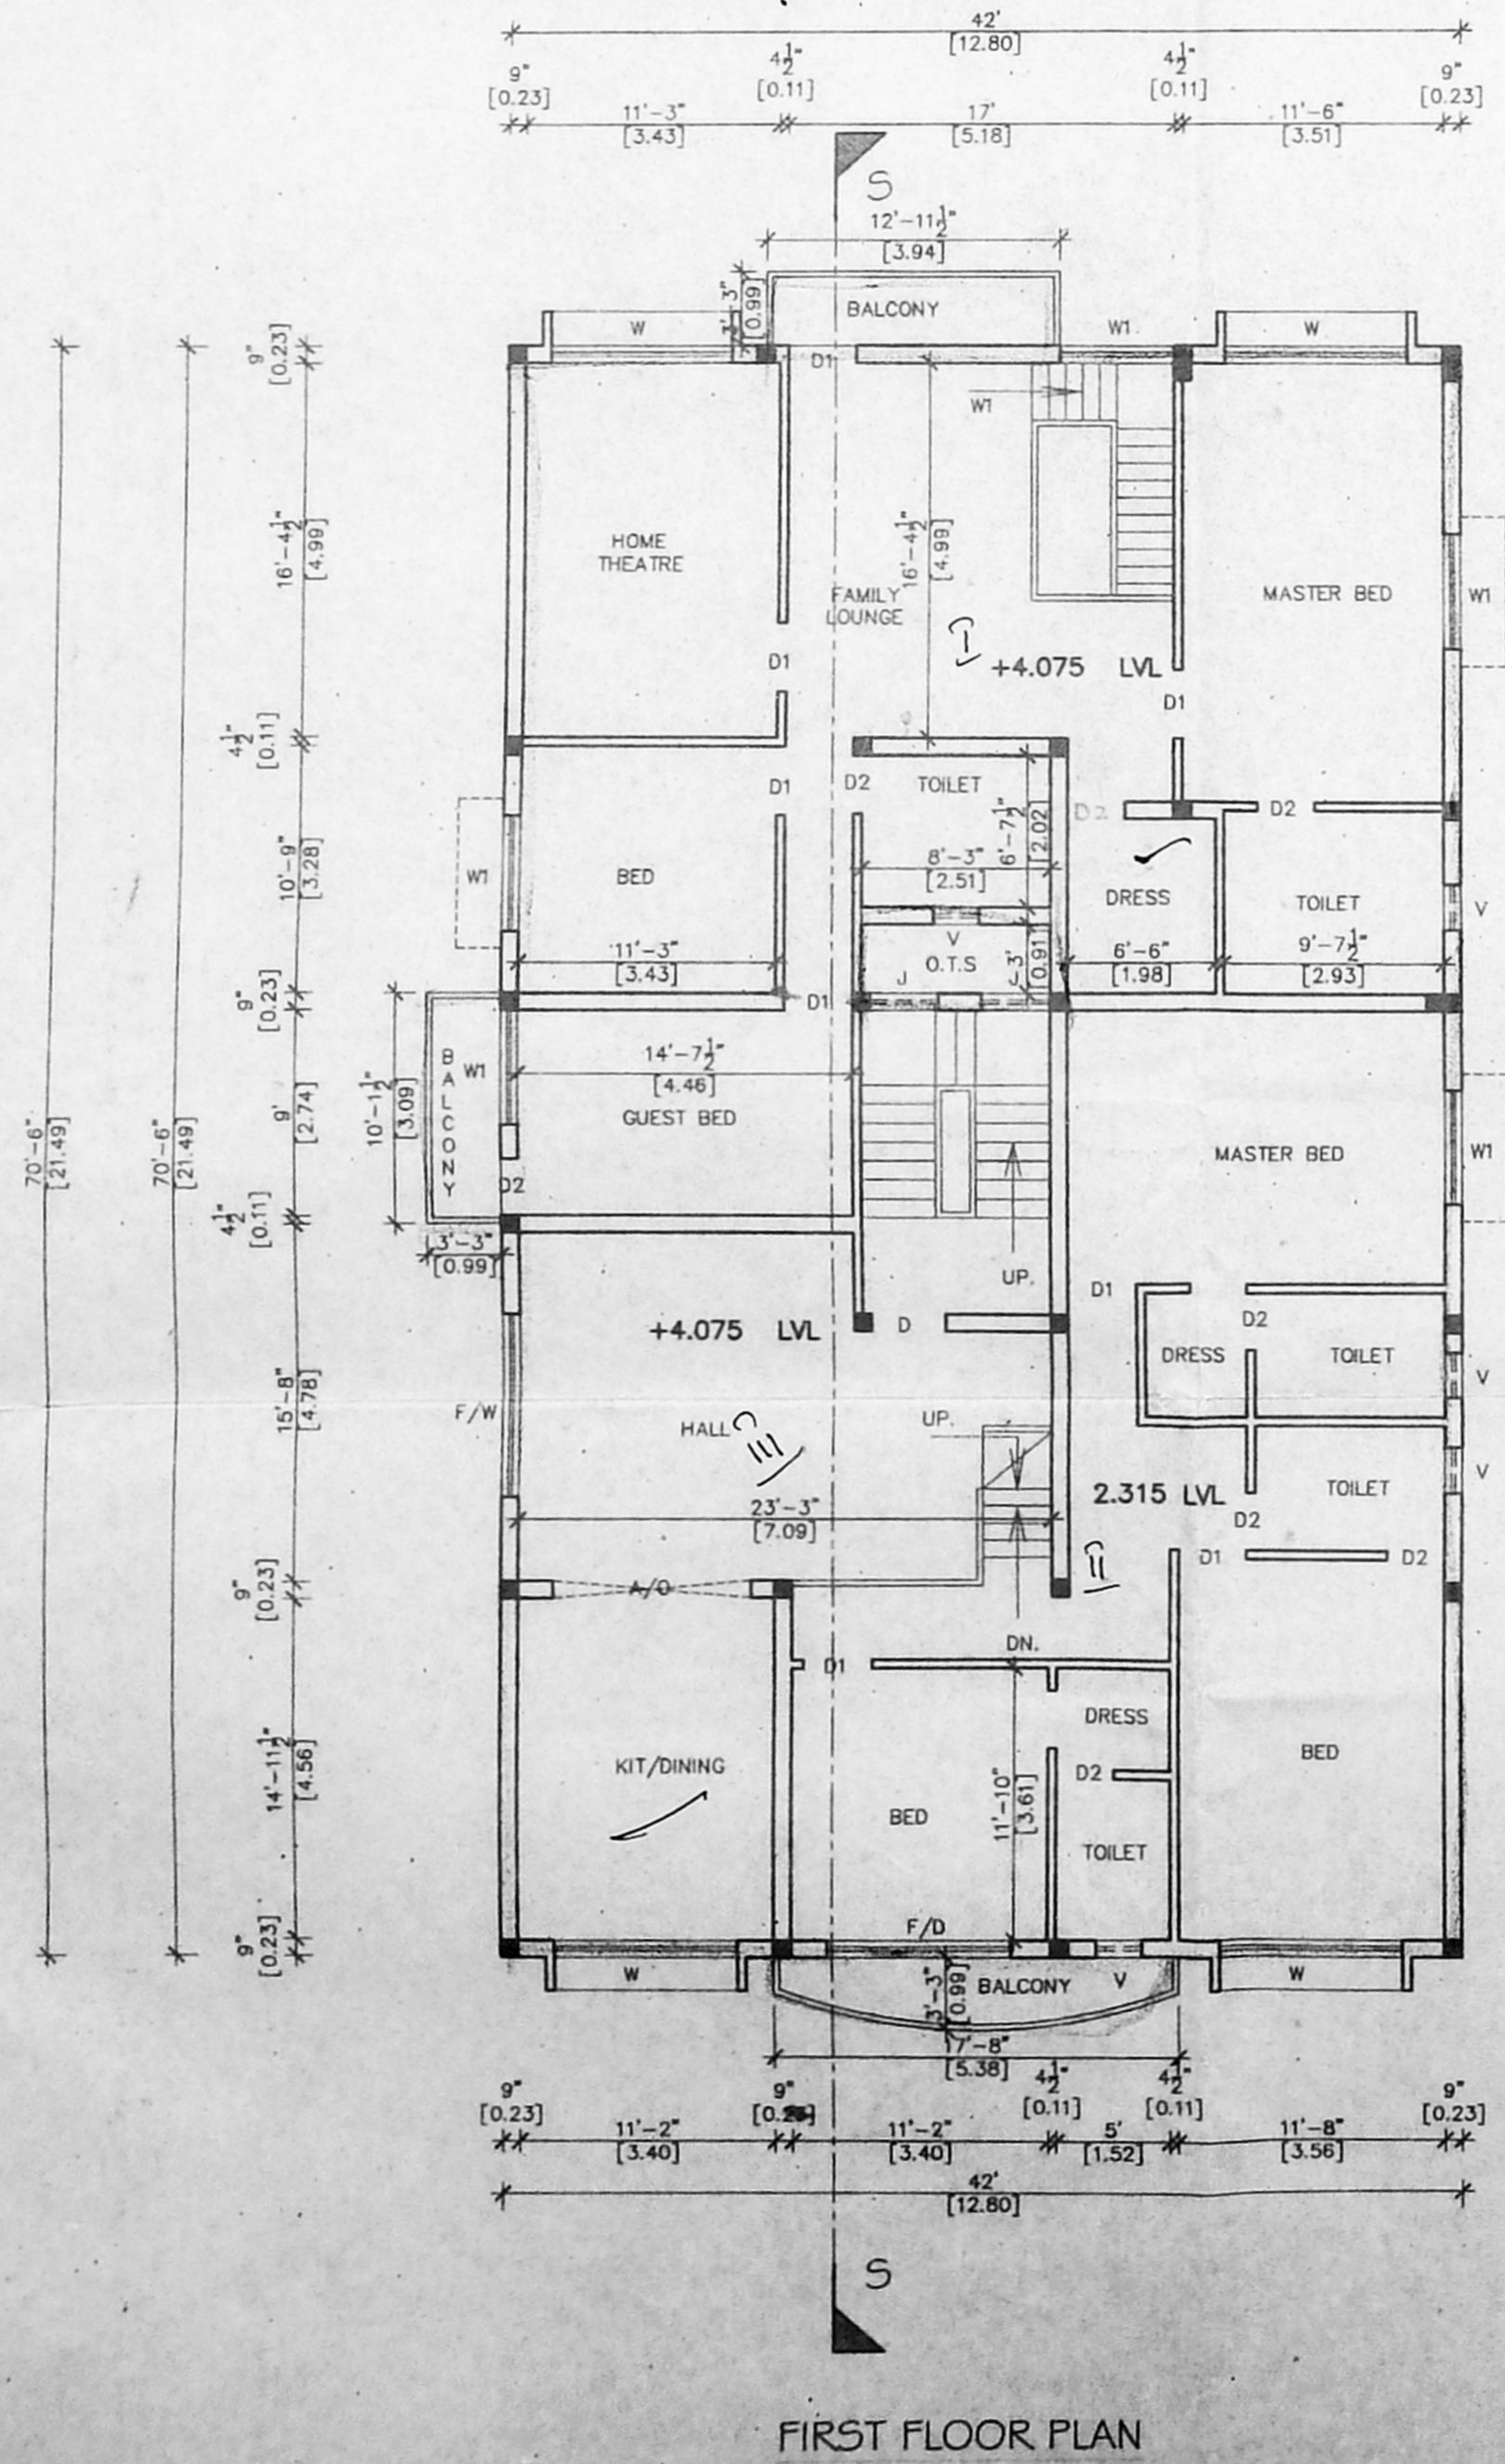 42'
[12.80]
9" 4½" 4½" 9"
[0.23] [0.11] [0.11] [0.23]
11'-3" 17' 11'-6"
[3.43] [5.18] [3.51]
S
12'-11½"
[3.94]
3'-3"
[0.99]
BALCONY
W W1 W
9"
[0.23]
D1
W1
16'-4½"
[4.99]
16'-4½"
[4.99]
HOME
THEATRE
FAMILY
LOUNGE
MASTER BED
W1
I
+4.075 LVL
D1
D1
4½"
[0.11]
D1 D2 TOILET
6'-7½"
[2.02]
D2 D2
10'-9"
[3.28]
W1 BED
8'-3"
[2.51]
DRESS TOILET V
11'-3"
[3.43]
V
O.T.S
J
3'
[0.91]
6'-6"
[1.98]
9'-7½"
[2.93]
9"
[0.23]
D1
BALCONY
W1
14'-7½"
[4.46]
GUEST BED
10'-1½"
[3.09]
9'
[2.74]
70'-6"
[21.49]
70'-6"
[21.49]
MASTER BED W1
D2
4½"
[0.11]
3'-3"
[0.99]
UP. D1
D2
+4.075 LVL D
DRESS TOILET V
15'-8"
[4.78]
F/W HALL III UP.
V
TOILET
2.315 LVL
23'-3"
[7.09]
D2
D1 D2
II
9"
[0.23]
A/O
DN.
D1
DRESS
14'-11½"
[4.56]
KIT/DINING
BED
D2
11'-10"
[3.61]
BED
TOILET
F/D
9"
[0.23]
W BALCONY V W
3'-3"
[0.99]
17'-8"
[5.38]
9" 9" 4½" 4½" 9"
[0.23] [0.11] [0.11] [0.23]
11'-2" 11'-2" 5' 11'-8"
[3.40] [3.40] [1.52] [3.56]
42'
[12.80]
S
FIRST FLOOR PLAN